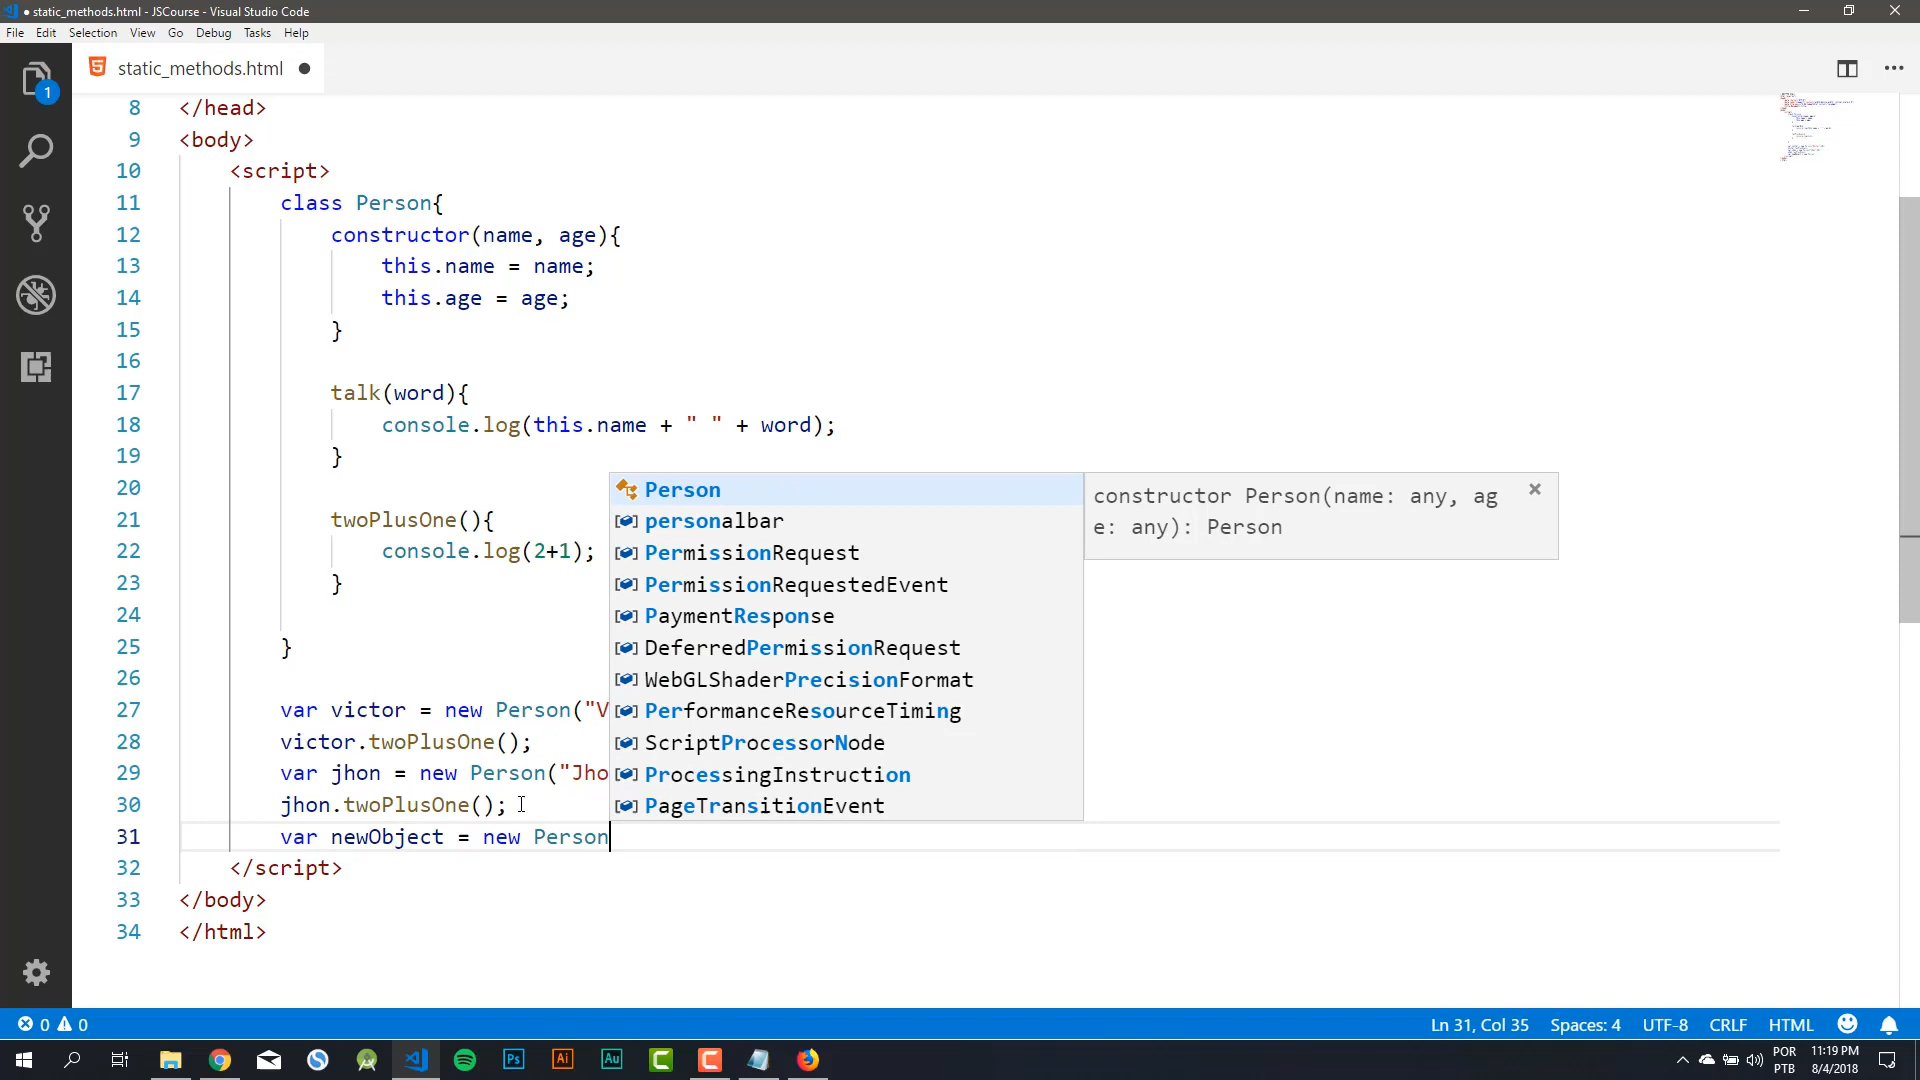 static_methods.html - JSCourse - Visual Studio Code
File Edit Selection View Go Debug Tasks Help
static_methods.html
1
8 </head>
9 <body>
10 <script>
11 class Person{
12 constructor(name, age){
13 this.name = name;
14 this.age = age;
15 }
16
17 talk(word){
18 console.log(this.name + " " + word);
19 }
20
21 twoPlusOne(){
22 console.log(2+1);
23 }
24
25 }
26
27 var victor = new Person("V
28 victor.twoPlusOne();
29 var jhon = new Person("Jho
30 jhon.twoPlusOne();
31 var newObject = new Person
32 </script>
33 </body>
34 </html>
Person
personalbar
PermissionRequest
PermissionRequestedEvent
PaymentResponse
DeferredPermissionRequest
WebGLShaderPrecisionFormat
PerformanceResourceTiming
ScriptProcessorNode
ProcessingInstruction
PageTransitionEvent
constructor Person(name: any, ag
e: any): Person
0 0
Ln 31, Col 35 Spaces: 4 UTF-8 CRLF HTML
Ps Ai Au
POR 11:19 PM
PTB 8/4/2018